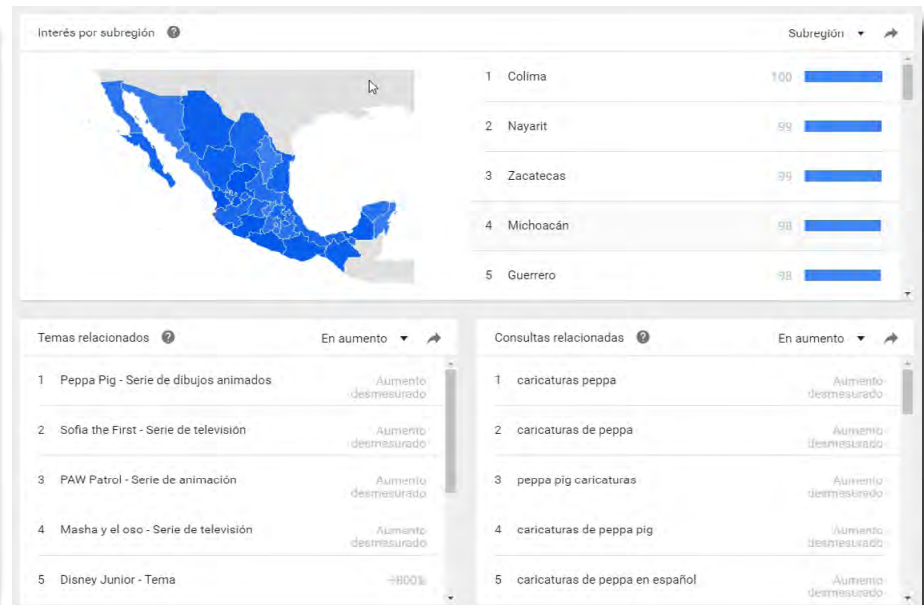 Interés por subregión
Subregión
1 Colima 100
2 Nayarit 99
3 Zacatecas 99
4 Michoacán 98
5 Guerrero 98
Temas relacionados
En aumento
1 Peppa Pig - Serie de dibujos animados Aumento
desmesurado
2 Sofia the First - Serie de televisión Aumento
desmesurado
3 PAW Patrol - Serie de animación Aumento
desmesurado
4 Masha y el oso - Serie de televisión Aumento
desmesurado
5 Disney Junior - Tema +800%
Consultas relacionadas
En aumento
1 caricaturas peppa Aumento
desmesurado
2 caricaturas de peppa Aumento
desmesurado
3 peppa pig caricaturas Aumento
desmesurado
4 caricaturas de peppa pig Aumento
desmesurado
5 caricaturas de peppa en español Aumento
desmesurado